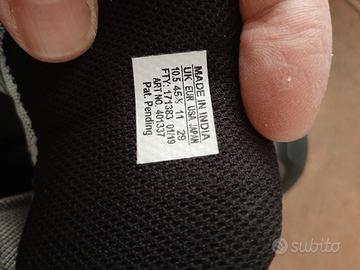 MADE IN INDIA
UK EUR USA JAPAN
10.5 45⅓ 11 29
FTY: 171383 01/19
ART NO. 401337
Pat. Pending
subito